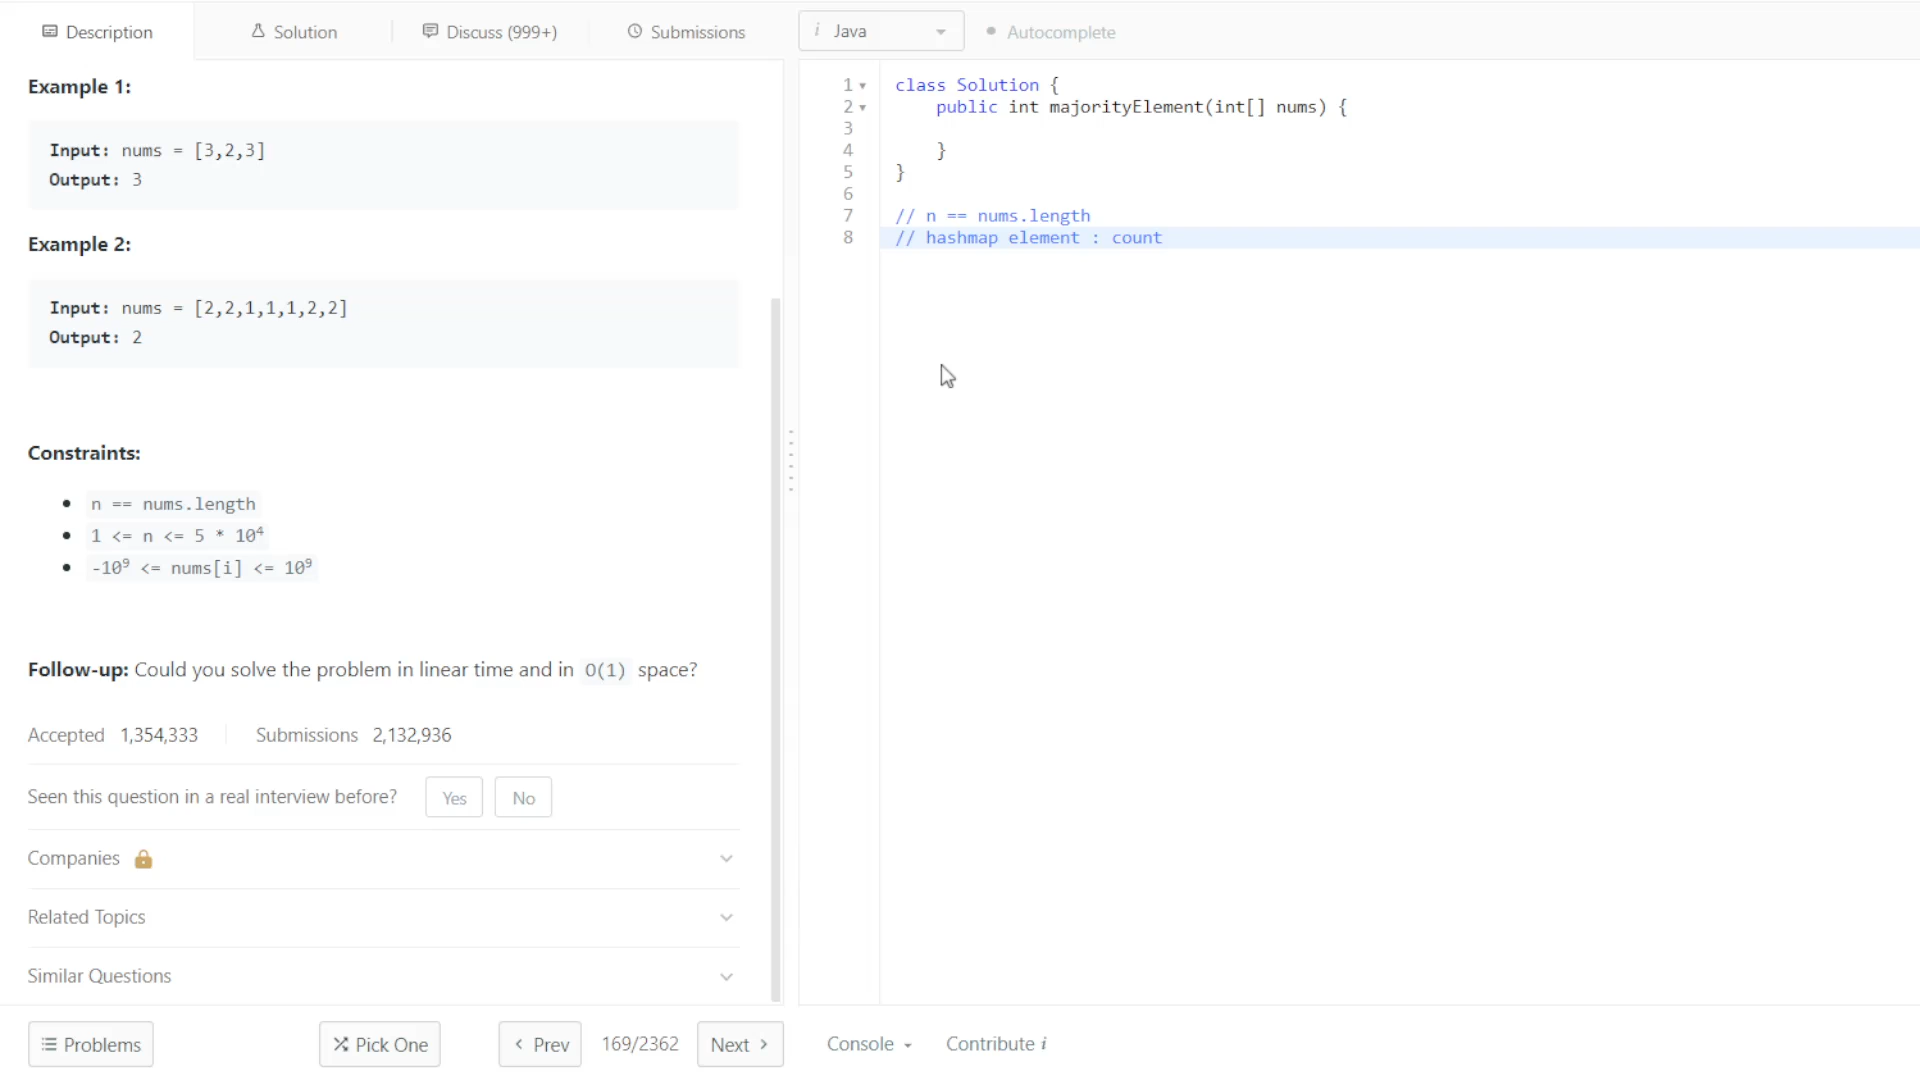 Description
Solution
Discuss (999+)
Submissions
i Java
Autocomplete
Example 1:
Input: nums = [3,2,3]
Output: 3
Example 2:
Input: nums = [2,2,1,1,1,2,2]
Output: 2
Constraints:
n == nums.length
1 <= n <= 5 * 10⁴
-10⁹ <= nums[i] <= 10⁹
Follow-up: Could you solve the problem in linear time and in O(1) space?
Accepted 1,354,333 Submissions 2,132,936
Seen this question in a real interview before? Yes No
Companies
Related Topics
Similar Questions
Problems
Pick One
< Prev
169/2362
Next >
1 class Solution {
2 public int majorityElement(int[] nums) {
3
4 }
5 }
6
7 // n == nums.length
8 // hashmap element : count
Console
Contribute i